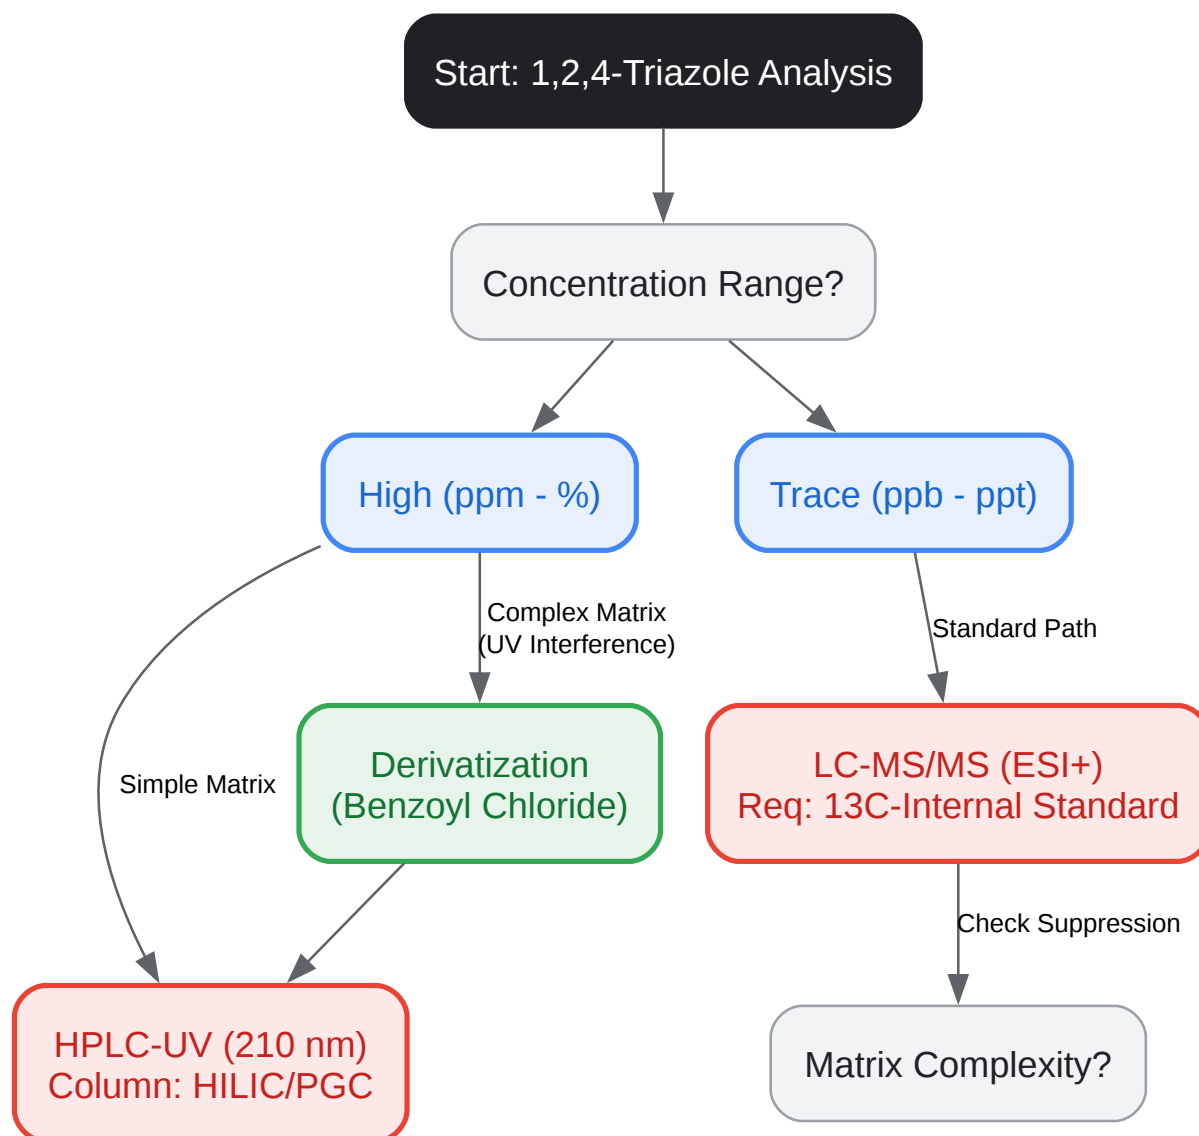 Start: 1,2,4-Triazole Analysis
Concentration Range?
High (ppm - %)
Trace (ppb - ppt)
Complex Matrix
(UV Interference)
Standard Path
Simple Matrix
Derivatization
(Benzoyl Chloride)
LC-MS/MS (ESI+)
Req: 13C-Internal Standard
Check Suppression
HPLC-UV (210 nm)
Column: HILIC/PGC
Matrix Complexity?